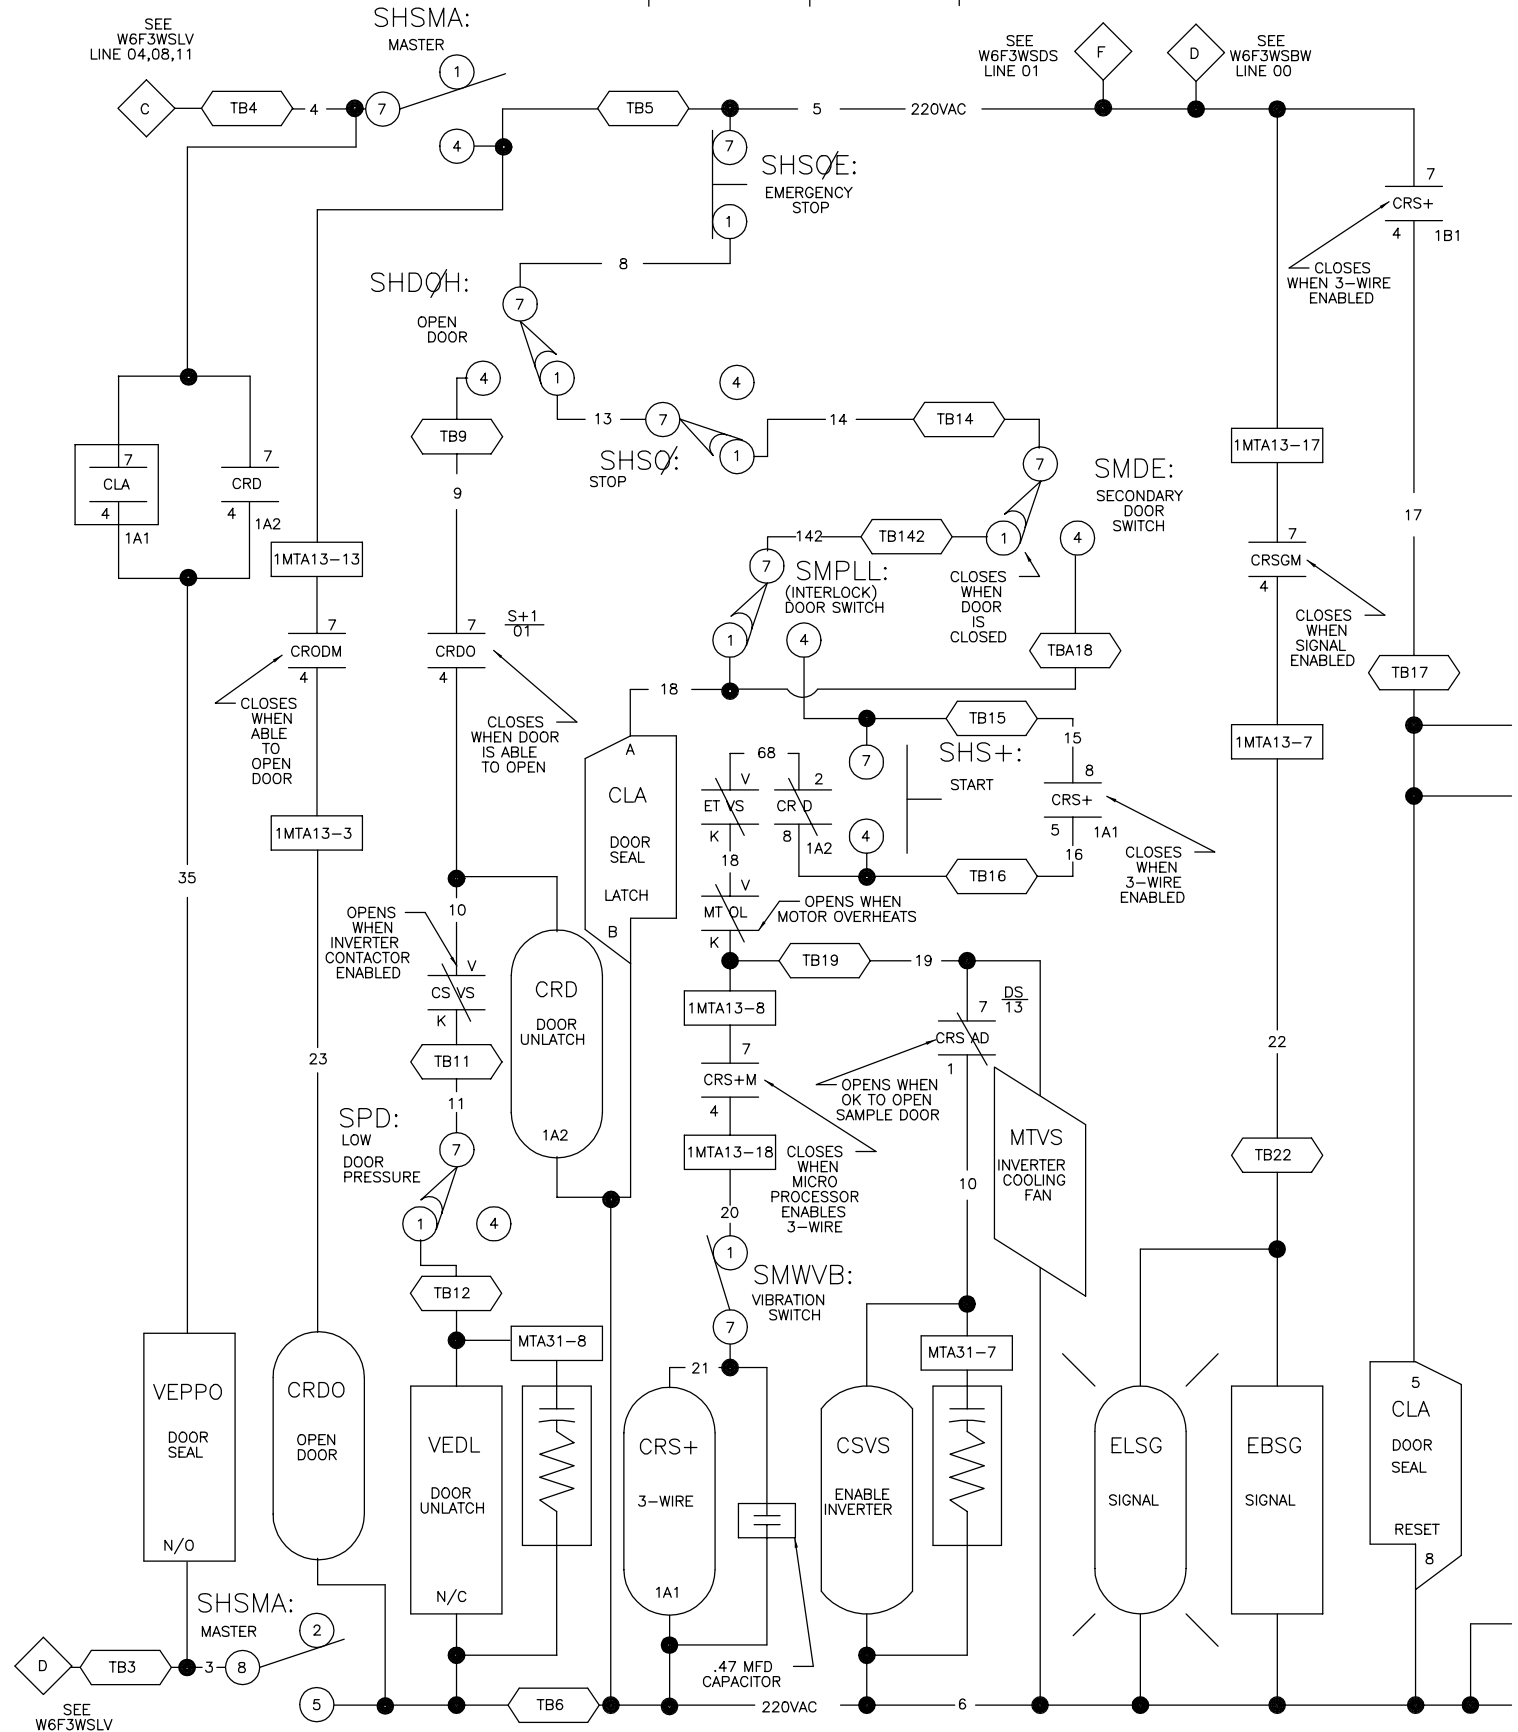 SEE
W6F3WSLV
LINE 04,08,11
SHSMA:
MASTER
1
C
TB4
4
7
4
TB5
5
220VAC
SEE
W6F3WSDS
LINE 01
F
D
SEE
W6F3WSBW
LINE 00
7
SHSØE:
EMERGENCY
STOP
1
7
CRS+
4
1B1
CLOSES
WHEN 3-WIRE
ENABLED
8
SHDØH:
OPEN
DOOR
7
4
1
4
TB9
13
7
SHSØ:
STOP
1
14
TB14
7
SMDE:
SECONDARY
DOOR
SWITCH
1MTA13-17
7
CLA
4
1A1
7
CRD
4
1A2
9
17
142
TB142
1
4
CLOSES
WHEN
DOOR
IS
CLOSED
7
SMPLL:
(INTERLOCK)
DOOR SWITCH
1
4
7
CRSGM
4
CLOSES
WHEN
SIGNAL
ENABLED
1MTA13-13
7
CRODM
4
CLOSES
WHEN
ABLE
TO
OPEN
DOOR
S+1
01
7
CRDO
4
CLOSES
WHEN DOOR
IS ABLE
TO OPEN
TBA18
TB17
18
TB15
15
1MTA13-7
A
CLA
DOOR
SEAL
LATCH
B
68
V
ET VS
K
2
CR D
8
1A2
7
SHS+:
START
4
8
CRS+
5
1A1
16
TB16
CLOSES
WHEN
3-WIRE
ENABLED
1MTA13-3
35
18
V
MT OL
K
OPENS WHEN
MOTOR OVERHEATS
10
OPENS
WHEN
INVERTER
CONTACTOR
ENABLED
V
CS VS
K
CRD
DOOR
UNLATCH
1A2
TB19
19
1MTA13-8
7
DS
13
CRS AD
1
OPENS WHEN
OK TO OPEN
SAMPLE DOOR
22
23
TB11
11
7
CRS+M
4
1MTA13-18
CLOSES
WHEN
MICRO
PROCESSOR
ENABLES
3-WIRE
SPD:
LOW
DOOR
PRESSURE
7
1
4
MTVS
INVERTER
COOLING
FAN
10
TB22
20
1
SMWVB:
VIBRATION
SWITCH
7
TB12
MTA31-8
MTA31-7
21
VEPPO
DOOR
SEAL
N/O
CRDO
OPEN
DOOR
VEDL
DOOR
UNLATCH
N/C
CRS+
3-WIRE
1A1
CSVS
ENABLE
INVERTER
ELSG
SIGNAL
EBSG
SIGNAL
5
CLA
DOOR
SEAL
RESET
8
SHSMA:
MASTER
2
D
TB3
3
8
SEE
W6F3WSLV
.47 MFD
CAPACITOR
5
TB6
220VAC
6